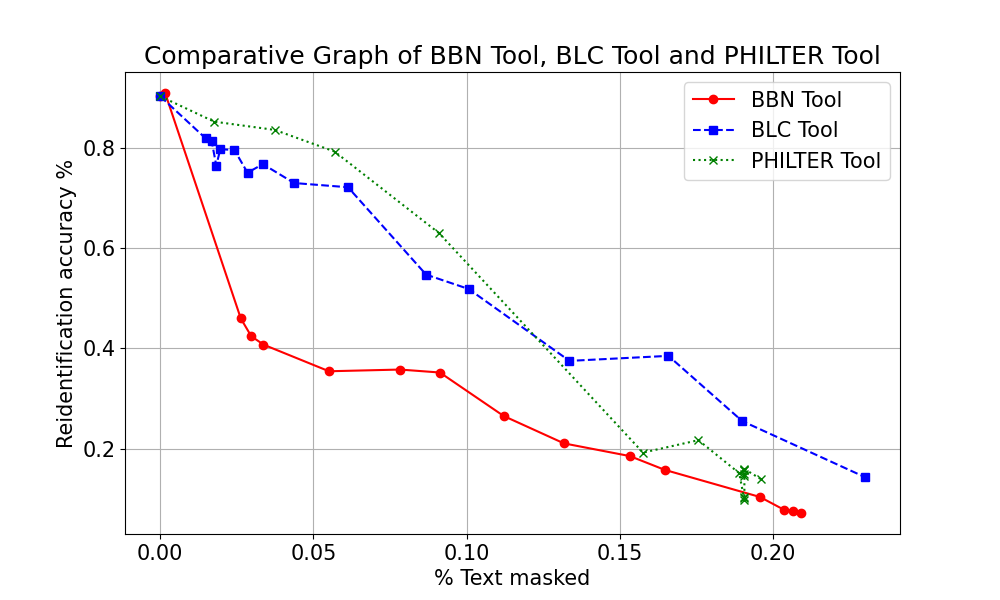 Comparative Graph of BBN Tool, BLC Tool and PHILTER Tool
BBN Tool
BLC Tool
PHILTER Tool
Reidentification accuracy %
0.8
0.6
0.4
0.2
0.00 0.05 0.10 0.15 0.20
% Text masked